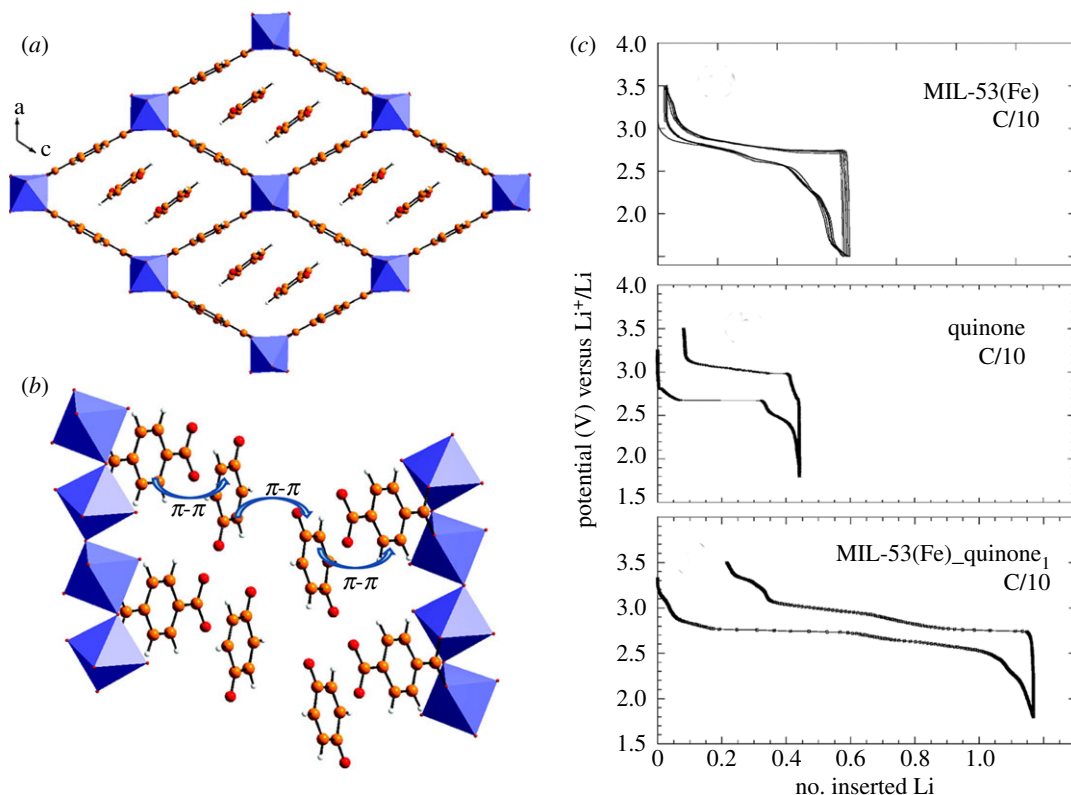 (a)
a
c
(b)
π-π
π-π
π-π
(c)
potential (V) versus Li⁺/Li
4.0
3.5
3.0
2.5
2.0
MIL-53(Fe)
C/10
4.0
3.5
3.0
2.5
2.0
1.5
quinone
C/10
4.0
3.5
3.0
2.5
2.0
1.5
MIL-53(Fe)_quinone₁
C/10
0 0.2 0.4 0.6 0.8 1.0
no. inserted Li